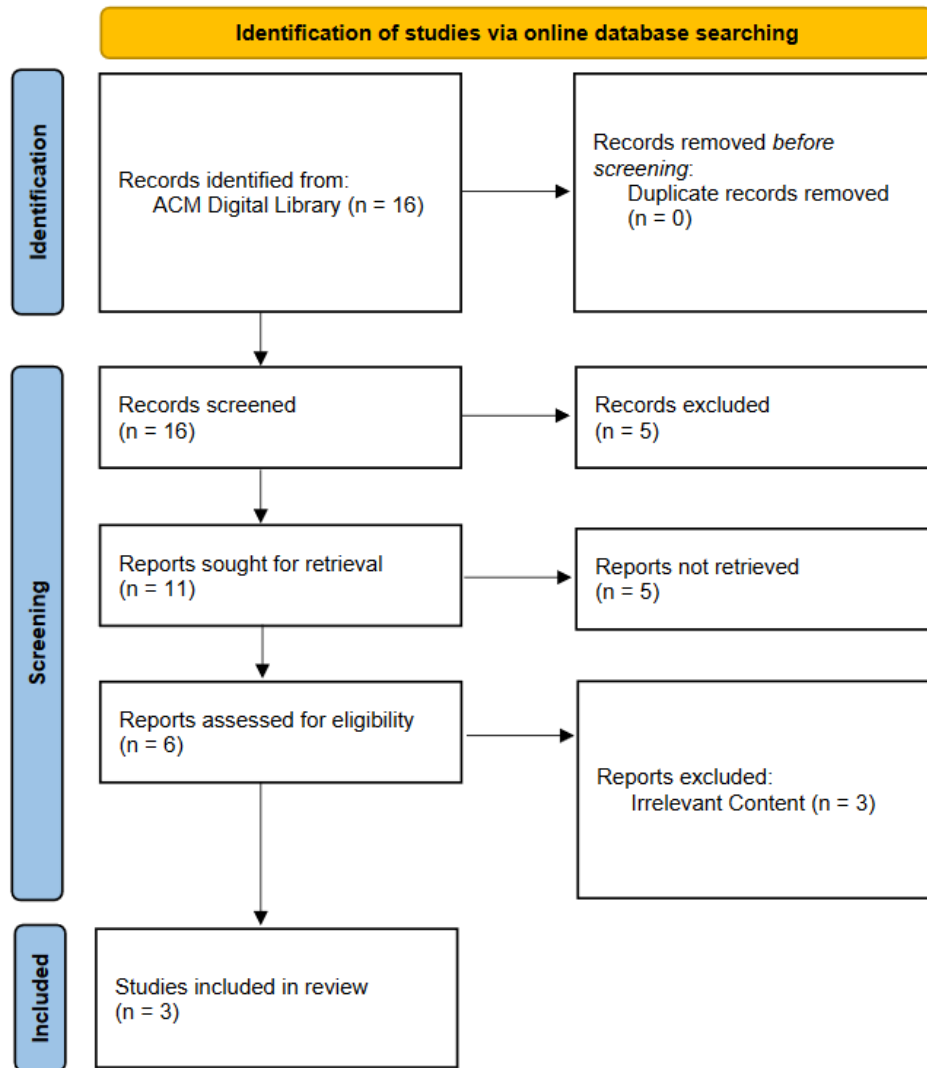 Identification of studies via online database searching
Identification
Records identified from:
ACM Digital Library (n = 16)
Records removed before
screening:
Duplicate records removed
(n = 0)
Screening
Records screened
(n = 16)
Records excluded
(n = 5)
Reports sought for retrieval
(n = 11)
Reports not retrieved
(n = 5)
Reports assessed for eligibility
(n = 6)
Reports excluded:
Irrelevant Content (n = 3)
Included
Studies included in review
(n = 3)